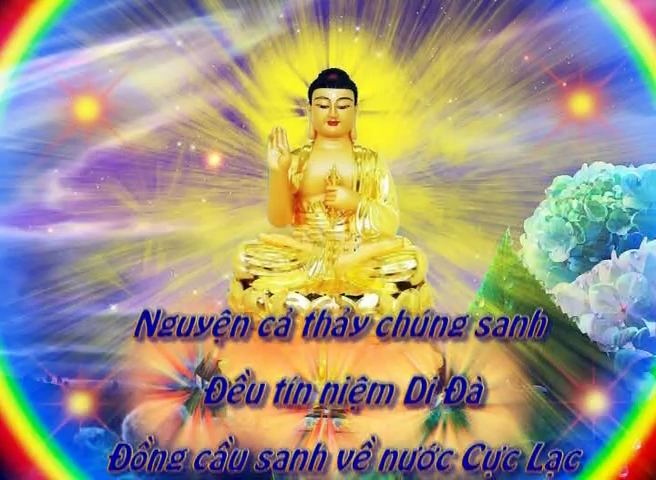 Nguyện cả thảy chúng sanh
Đều tín niệm Di Đà
Đồng cầu sanh về nước Cực Lạc